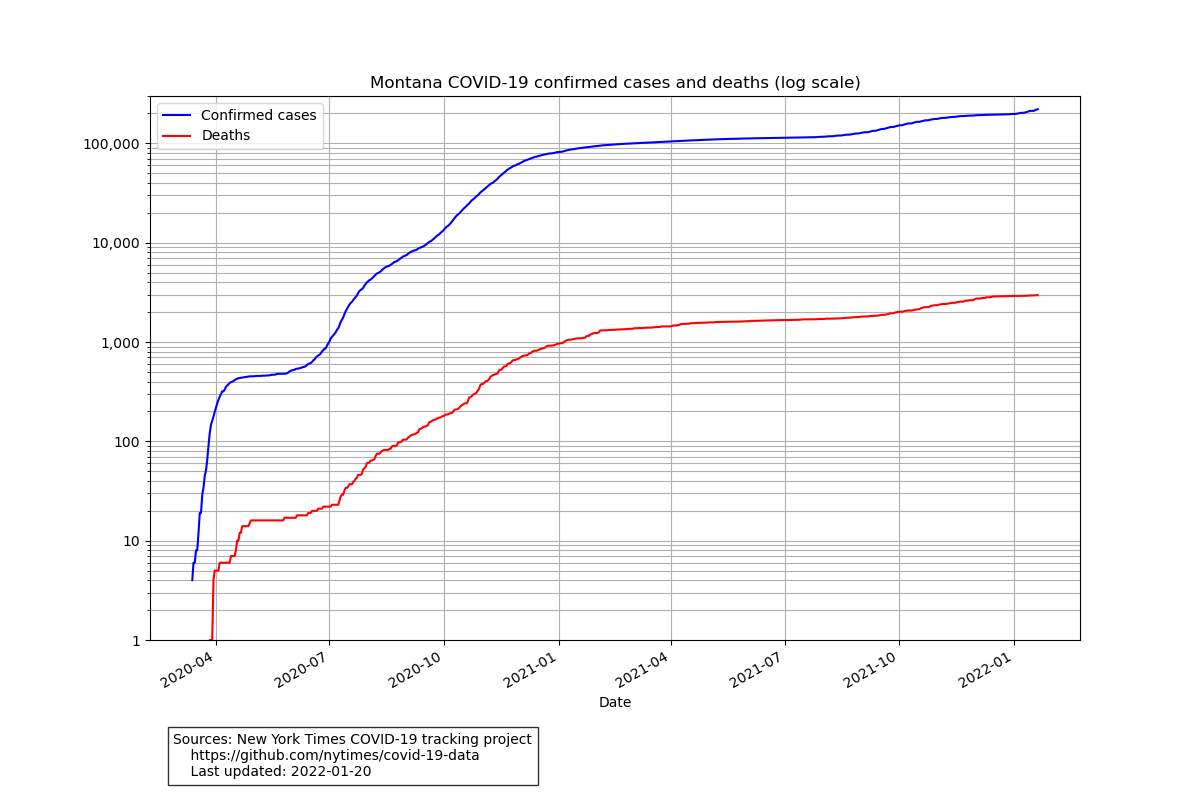 Montana COVID-19 confirmed cases and deaths (log scale)
Confirmed cases
Deaths
100,000
10,000
1,000
100
10
1
2020-04
2020-07
2020-10
2021-01
2021-04
2021-07
2021-10
2022-01
Date
Sources: New York Times COVID-19 tracking project
https://github.com/nytimes/covid-19-data
Last updated: 2022-01-20